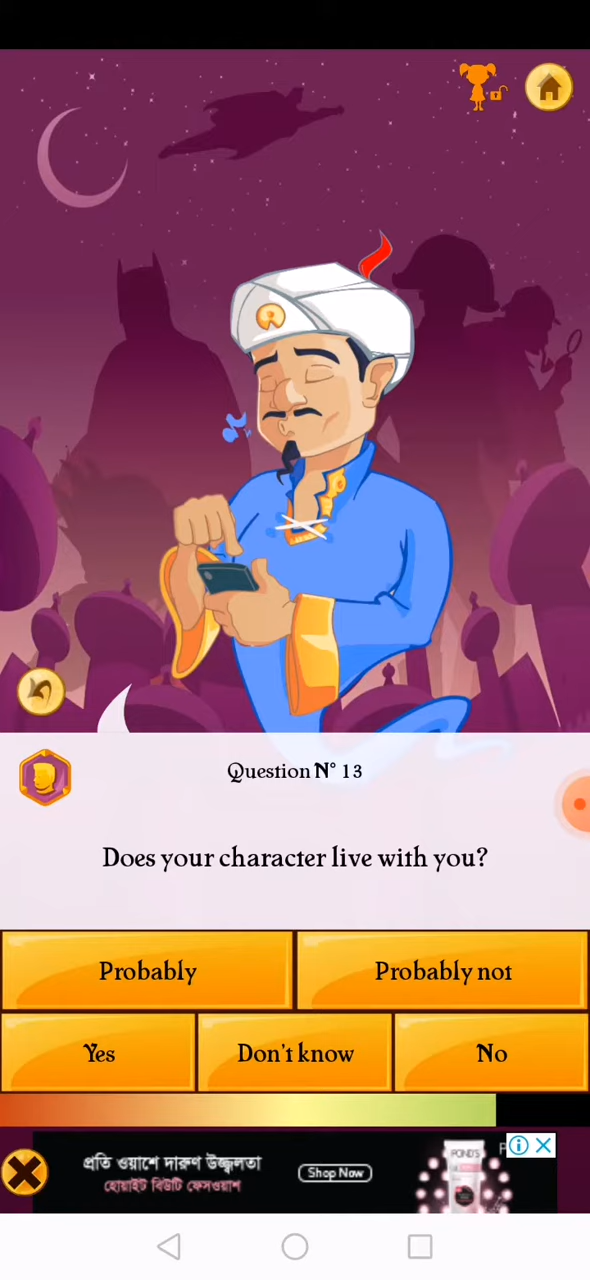 Question N° 13
Does your character live with you?
Probably
Probably not
Yes
Don't know
No
প্রতি ওয়াশে দারুণ উজ্জ্বলতা
হোয়াইট বিউটি ফেসওয়াশ
Shop Now
POND'S